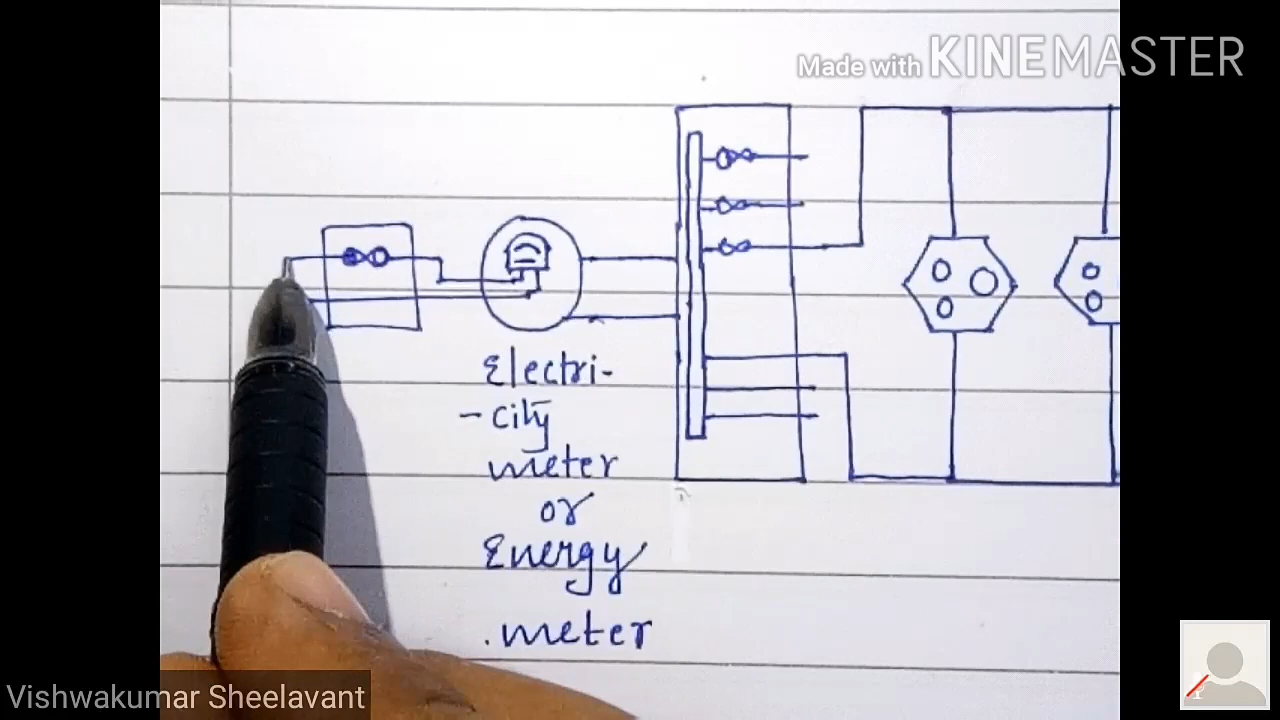 Made with KINEMASTER
Electri-
-City
meter
or
Energy
.meter
Vishwakumar Sheelavant